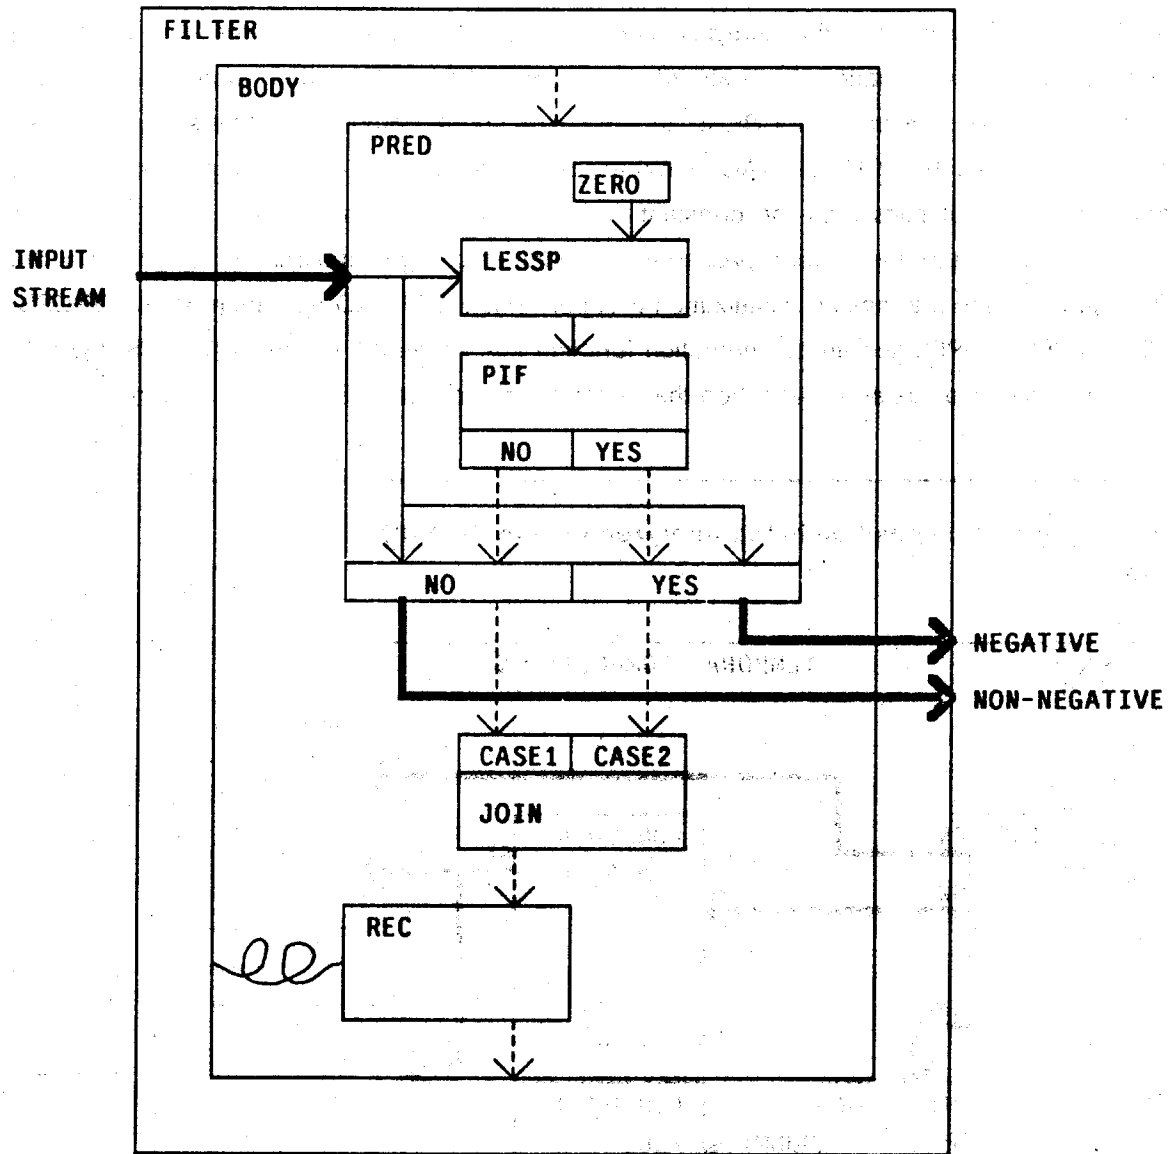 FILTER
BODY
PRED
ZERO
LESSP
INPUT
STREAM
PIF
NO YES
NO YES
NEGATIVE
NON-NEGATIVE
CASE1 CASE2
JOIN
REC